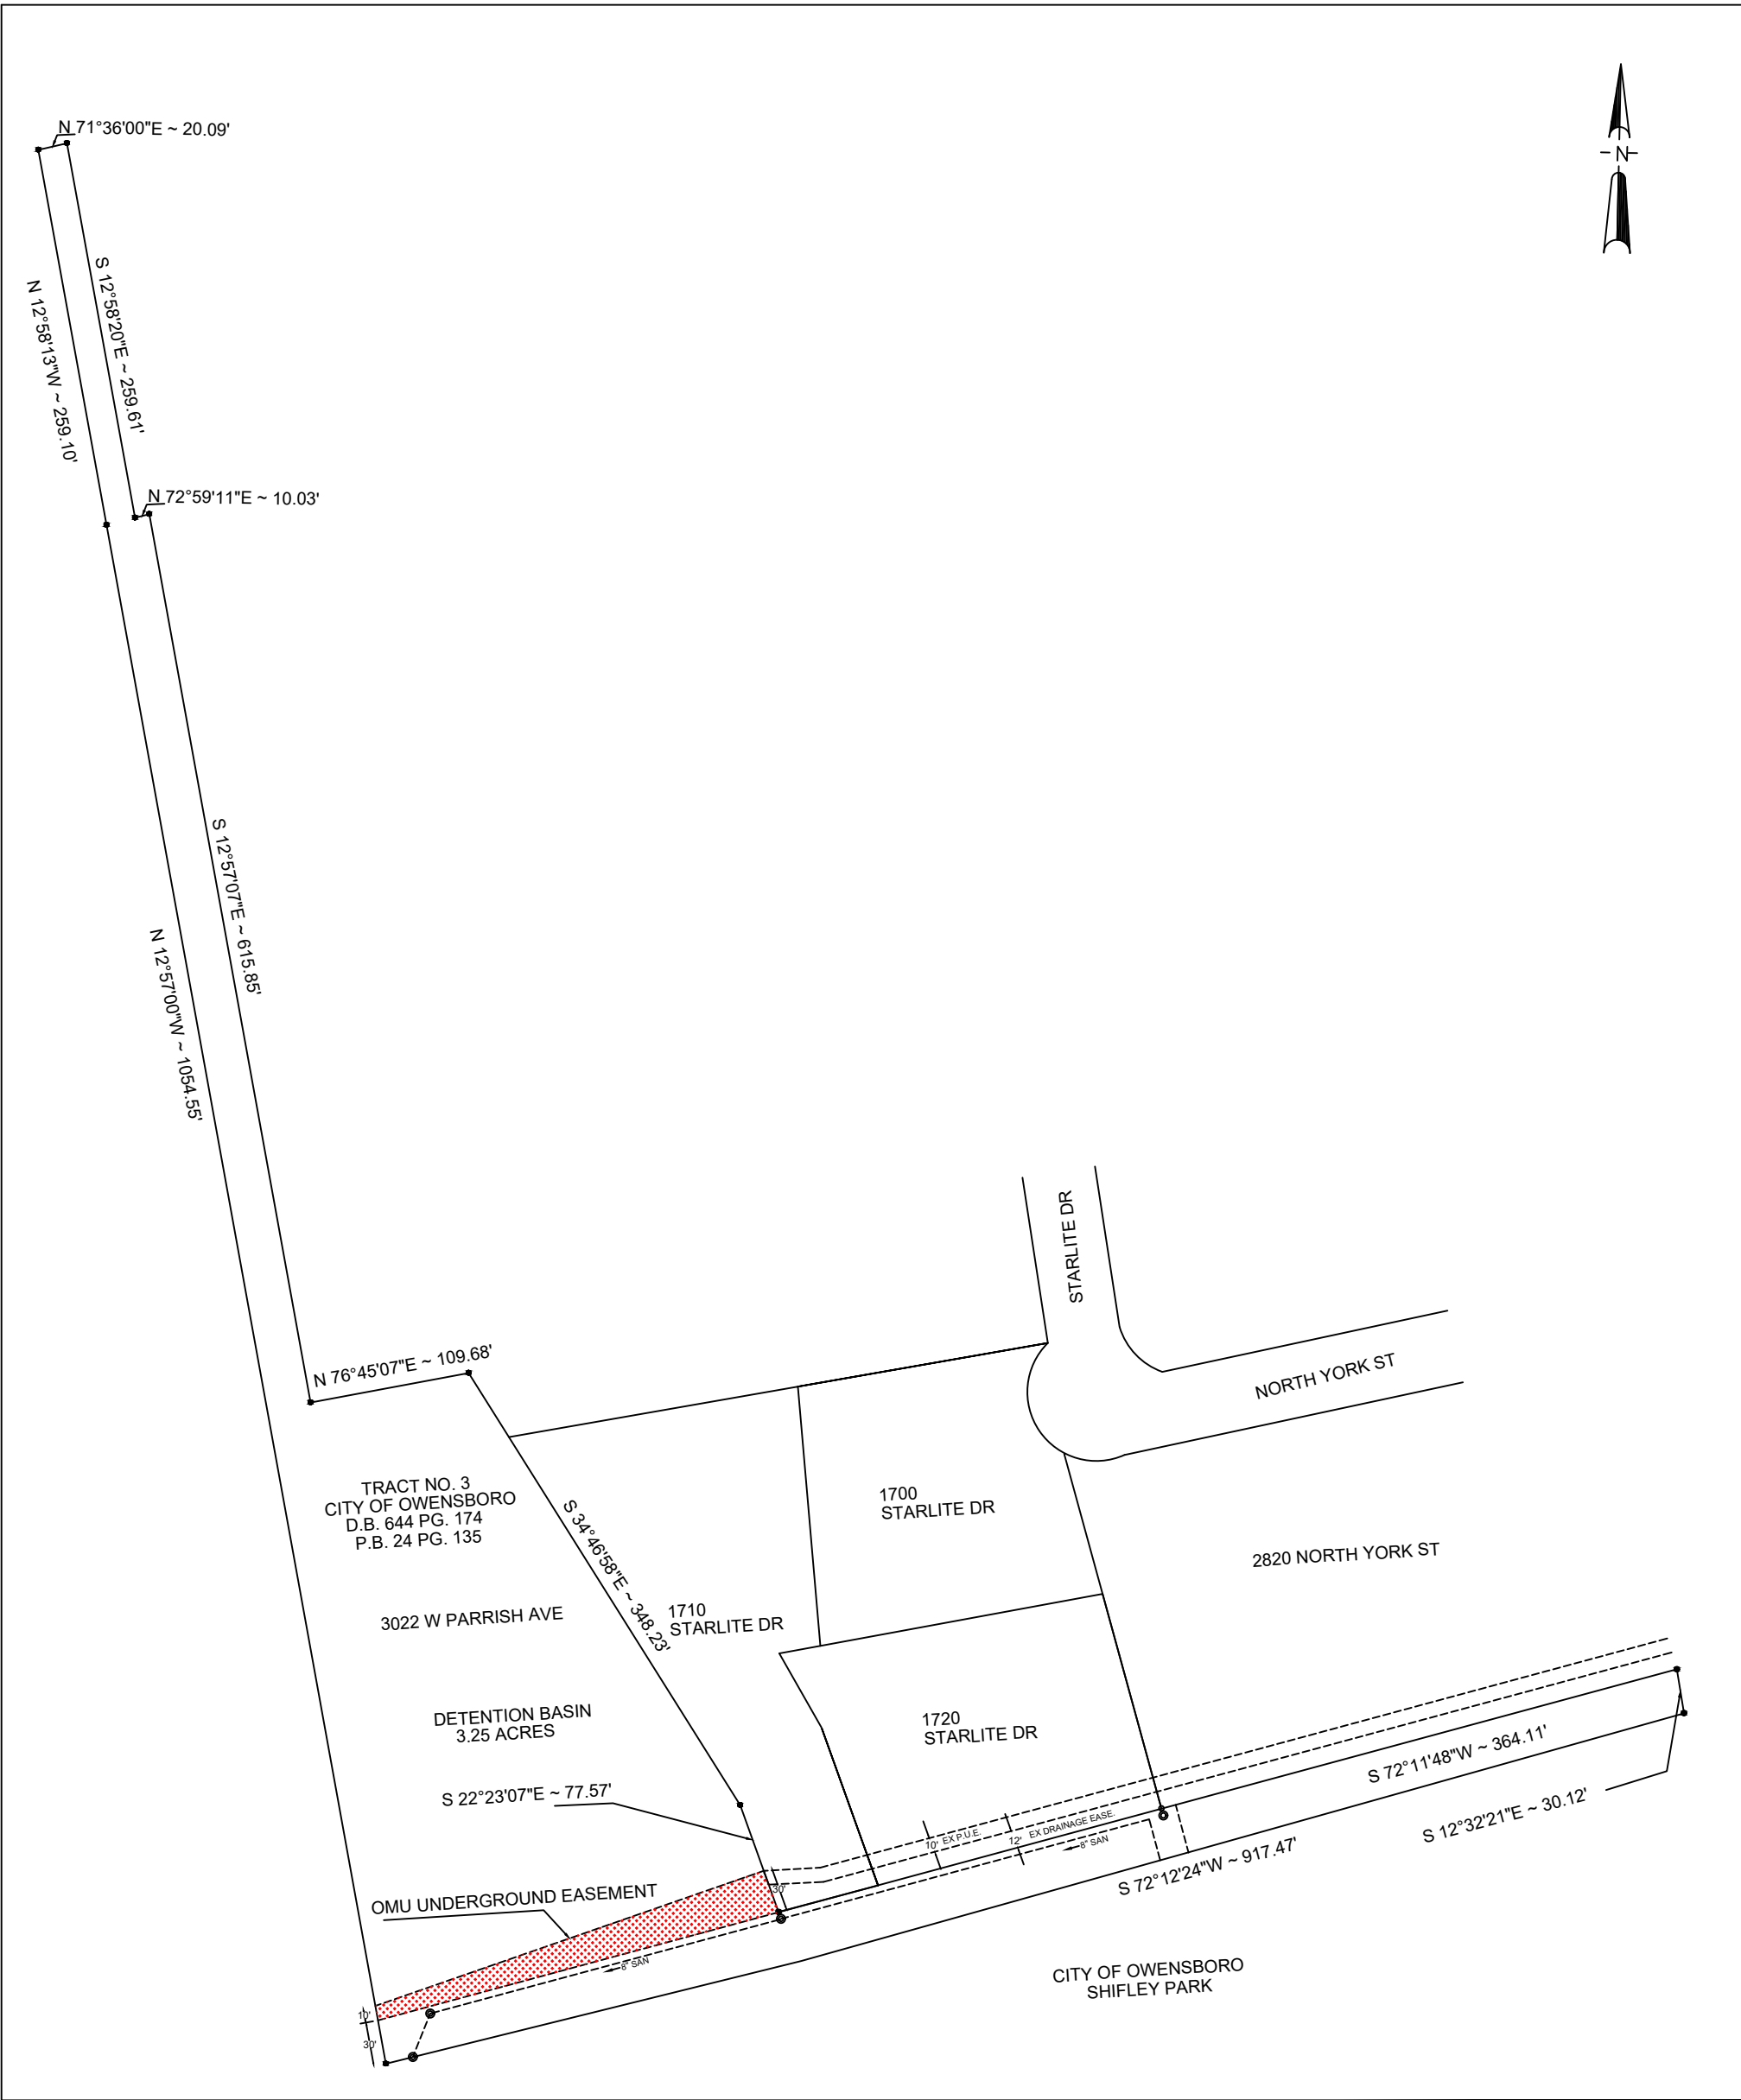 N 71°36'00"E ~ 20.09'
N
S 12°58'20"E ~ 259.61'
N 12°58'13"W ~ 259.10'
N 72°59'11"E ~ 10.03'
S 12°57'07"E ~ 615.85'
N 12°57'00"W ~ 1054.55'
STARLITE DR
NORTH YORK ST
N 76°45'07"E ~ 109.68'
TRACT NO. 3
CITY OF OWENSBORO
D.B. 644 PG. 174
P.B. 24 PG. 135
S 34°46'58"E ~ 348.23'
1700
STARLITE DR
2820 NORTH YORK ST
3022 W PARRISH AVE
1710
STARLITE DR
DETENTION BASIN
3.25 ACRES
1720
STARLITE DR
S 22°23'07"E ~ 77.57'
S 72°11'48"W ~ 364.11'
S 12°32'21"E ~ 30.12'
10' EX P.U.E.
12' EX DRAINAGE EASE.
8" SAN
S 72°12'24"W ~ 917.47'
30'
OMU UNDERGROUND EASEMENT
8" SAN
CITY OF OWENSBORO
SHIFLEY PARK
10'
30'